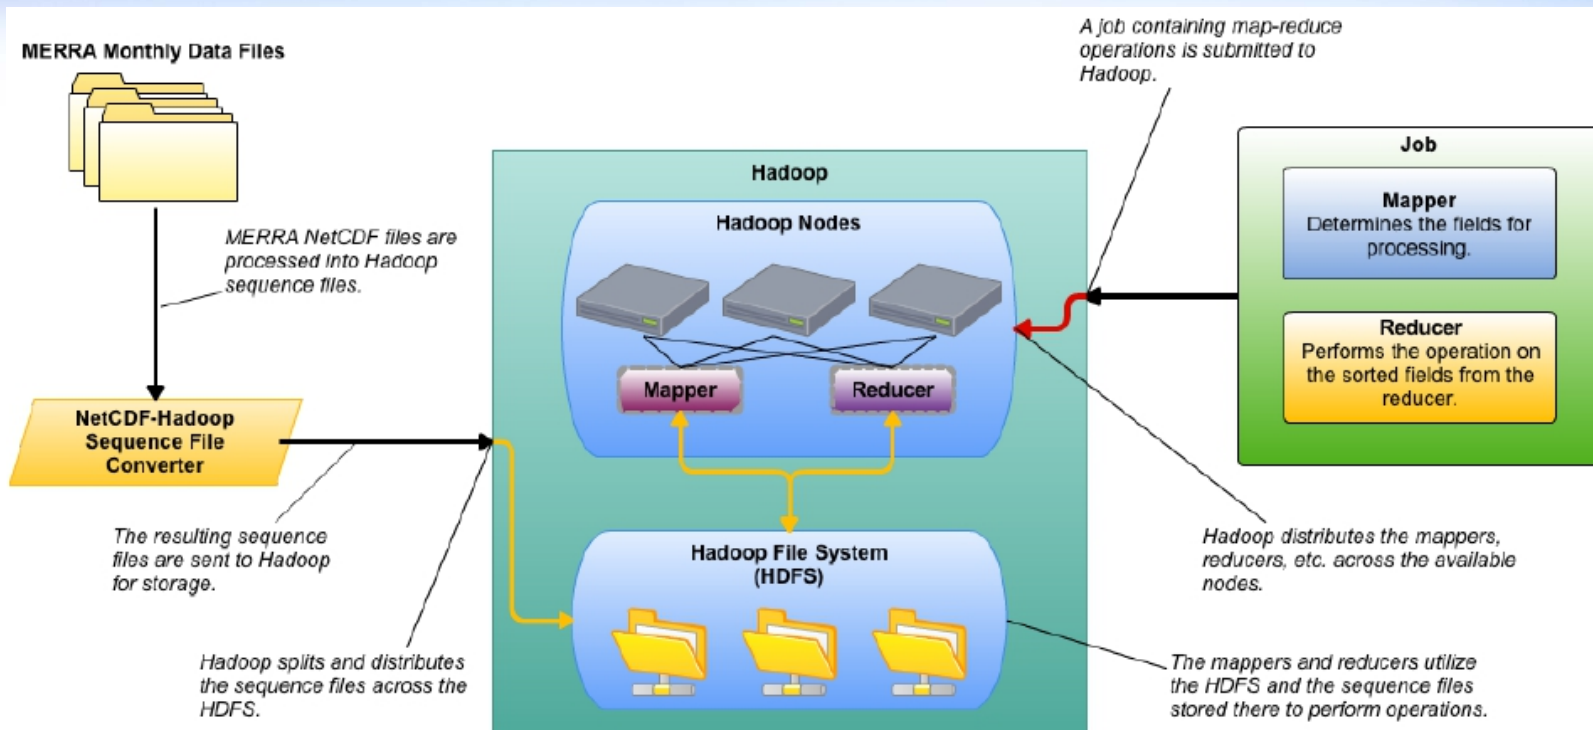 MERRA Monthly Data Files
MERRA NetCDF files are
processed into Hadoop
sequence files.
NetCDF-Hadoop
Sequence File
Converter
The resulting sequence
files are sent to Hadoop
for storage.
Hadoop splits and distributes
the sequence files across the
HDFS.
Hadoop
Hadoop Nodes
Mapper
Reducer
Hadoop File System
(HDFS)
A job containing map-reduce
operations is submitted to
Hadoop.
Job
Mapper
Determines the fields for
processing.
Reducer
Performs the operation on
the sorted fields from the
reducer.
Hadoop distributes the mappers,
reducers, etc. across the available
nodes.
The mappers and reducers utilize
the HDFS and the sequence files
stored there to perform operations.